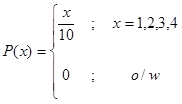 P(x) = { x/10 ; x = 1,2,3,4
0 ; o/w